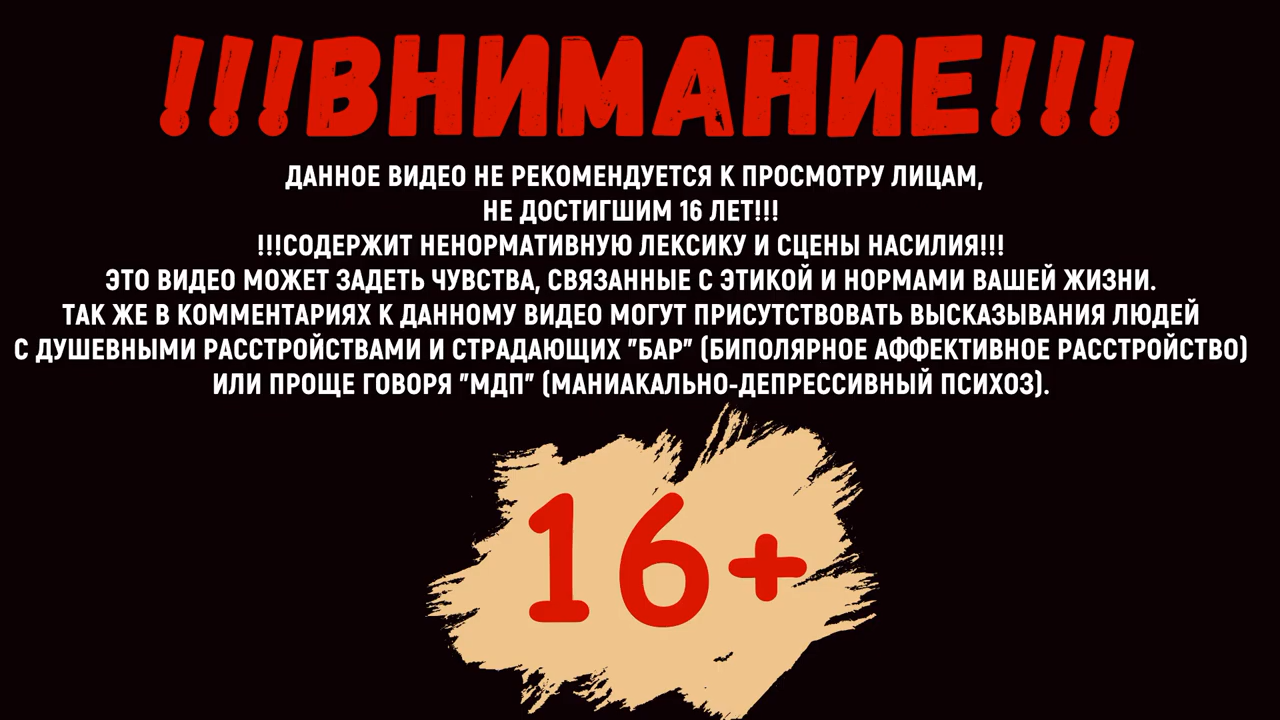 !!!ВНИМАНИЕ!!!
ДАННОЕ ВИДЕО НЕ РЕКОМЕНДУЕТСЯ К ПРОСМОТРУ ЛИЦАМ,
НЕ ДОСТИГШИМ 16 ЛЕТ!!!
!!!СОДЕРЖИТ НЕНОРМАТИВНУЮ ЛЕКСИКУ И СЦЕНЫ НАСИЛИЯ!!!
ЭТО ВИДЕО МОЖЕТ ЗАДЕТЬ ЧУВСТВА, СВЯЗАННЫЕ С ЭТИКОЙ И НОРМАМИ ВАШЕЙ ЖИЗНИ.
ТАК ЖЕ В КОММЕНТАРИЯХ К ДАННОМУ ВИДЕО МОГУТ ПРИСУТСТВОВАТЬ ВЫСКАЗЫВАНИЯ ЛЮДЕЙ
С ДУШЕВНЫМИ РАССТРОЙСТВАМИ И СТРАДАЮЩИХ "БАР" (БИПОЛЯРНОЕ АФФЕКТИВНОЕ РАССТРОЙСТВО)
ИЛИ ПРОЩЕ ГОВОРЯ "МДП" (МАНИАКАЛЬНО-ДЕПРЕССИВНЫЙ ПСИХОЗ).
16+